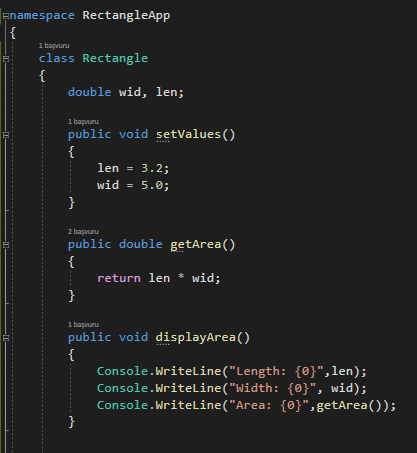 namespace RectangleApp
{
1 başvuru
class Rectangle
{
double wid, len;
1 başvuru
public void setValues()
{
len = 3.2;
wid = 5.0;
}
2 başvuru
public double getArea()
{
return len * wid;
}
1 başvuru
public void displayArea()
{
Console.WriteLine("Length: {0}",len);
Console.WriteLine("Width: {0}", wid);
Console.WriteLine("Area: {0}",getArea());
}